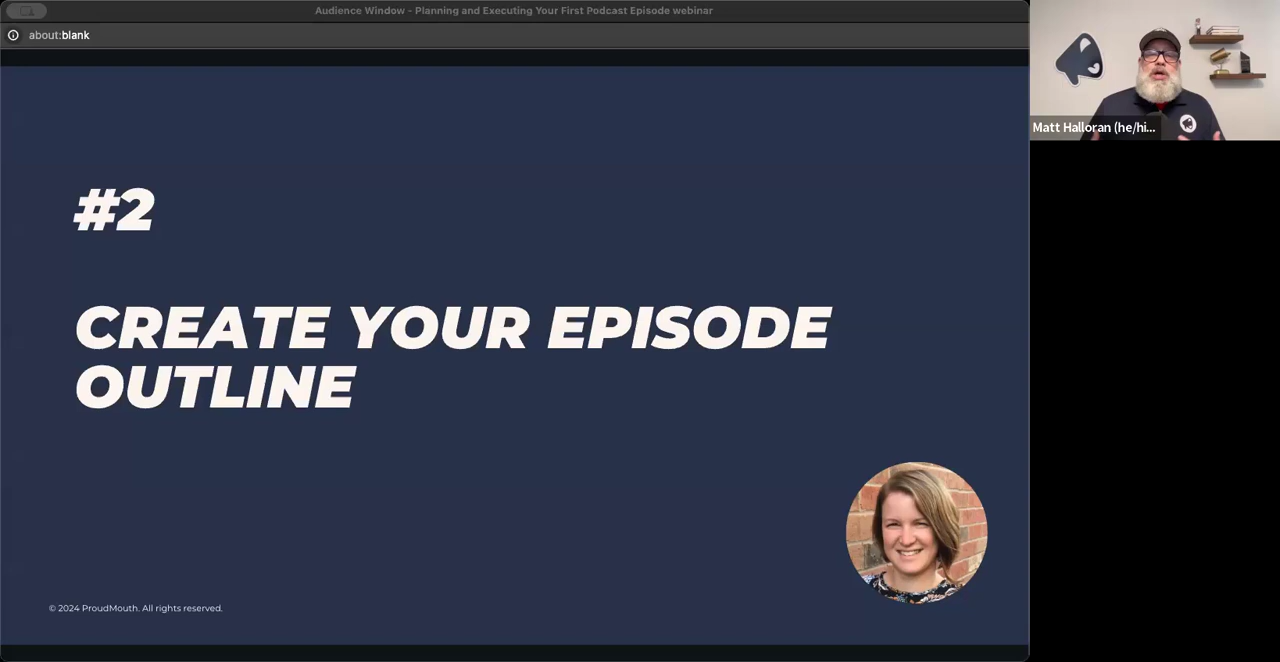 Audience Window - Planning and Executing Your First Podcast Episode webinar
about:blank
#2
CREATE YOUR EPISODE
OUTLINE
© 2024 ProudMouth. All rights reserved.
Matt Halloran (he/hi...